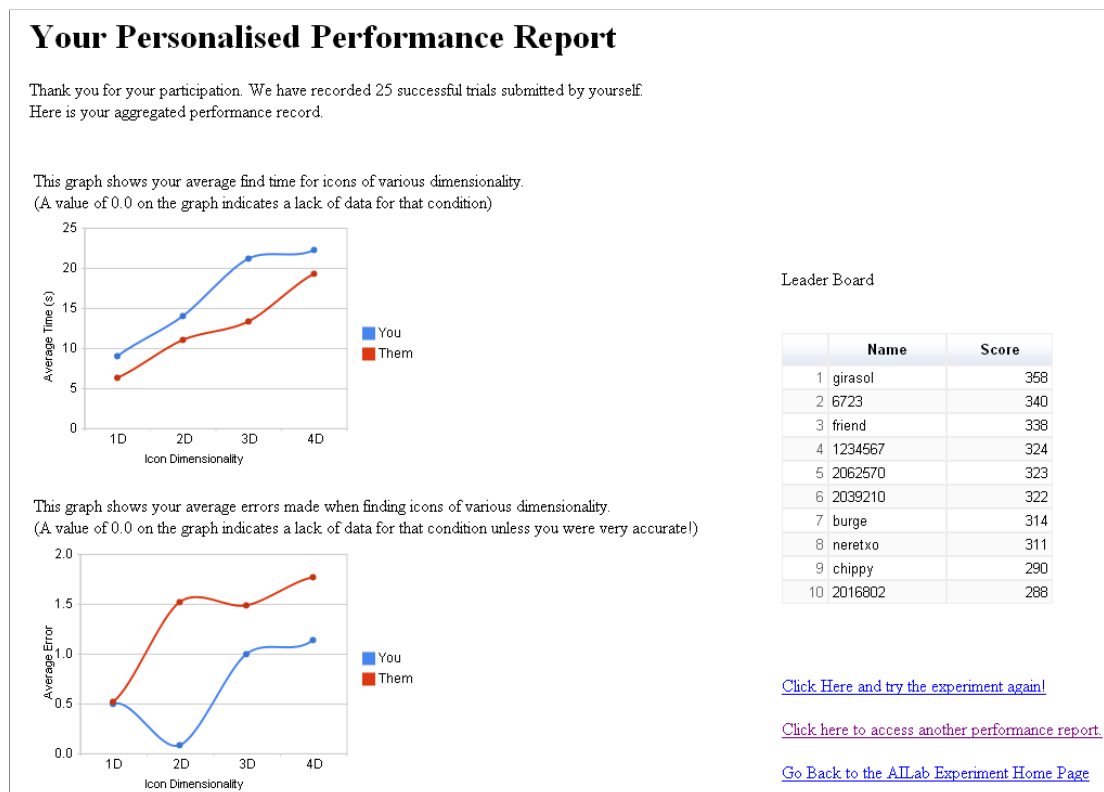 Your Personalised Performance Report
Thank you for your participation. We have recorded 25 successful trials submitted by yourself.
Here is your aggregated performance record.
This graph shows your average find time for icons of various dimensionality.
(A value of 0.0 on the graph indicates a lack of data for that condition)
25
20
15
10
5
0
Average Time (s)
1D 2D 3D 4D
Icon Dimensionality
You
Them
This graph shows your average errors made when finding icons of various dimensionality.
(A value of 0.0 on the graph indicates a lack of data for that condition unless you were very accurate!)
2.0
1.5
1.0
0.5
0.0
Average Error
1D 2D 3D 4D
Icon Dimensionality
You
Them
Leader Board
Name Score
1 girasol 358
2 6723 340
3 friend 338
4 1234567 324
5 2062570 323
6 2039210 322
7 burge 314
8 neretxo 311
9 chippy 290
10 2016802 288
Click Here and try the experiment again!
Click here to access another performance report.
Go Back to the AILab Experiment Home Page